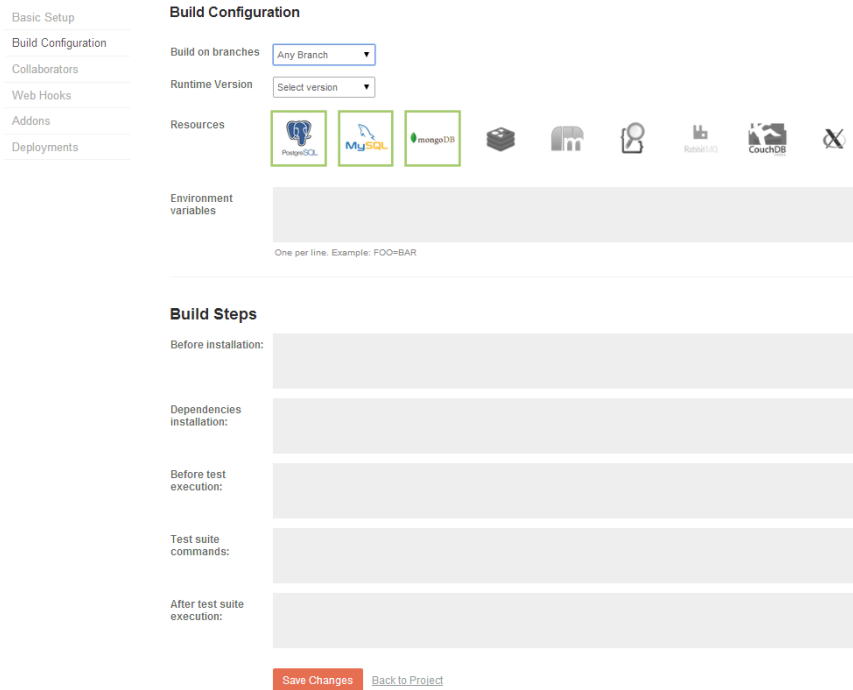 Basic Setup
Build Configuration
Collaborators
Web Hooks
Addons
Deployments
Build Configuration
Build on branches
Any Branch
Runtime Version
Select version
Resources
PostgreSQL
MySQL
mongoDB
RabbitMQ
CouchDB
Environment
variables
One per line. Example: FOO=BAR
Build Steps
Before installation:
Dependencies
installation:
Before test
execution:
Test suite
commands:
After test suite
execution:
Save Changes
Back to Project